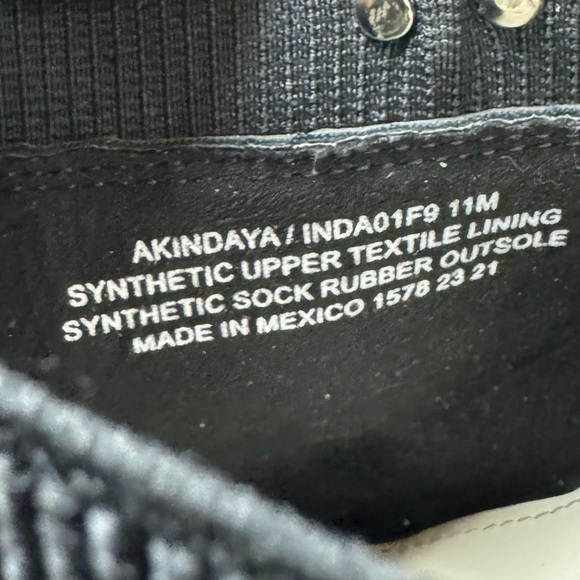 AKINDAYA / INDA01F9 11M
SYNTHETIC UPPER TEXTILE LINING
SYNTHETIC SOCK RUBBER OUTSOLE
MADE IN MEXICO 1578 23 21